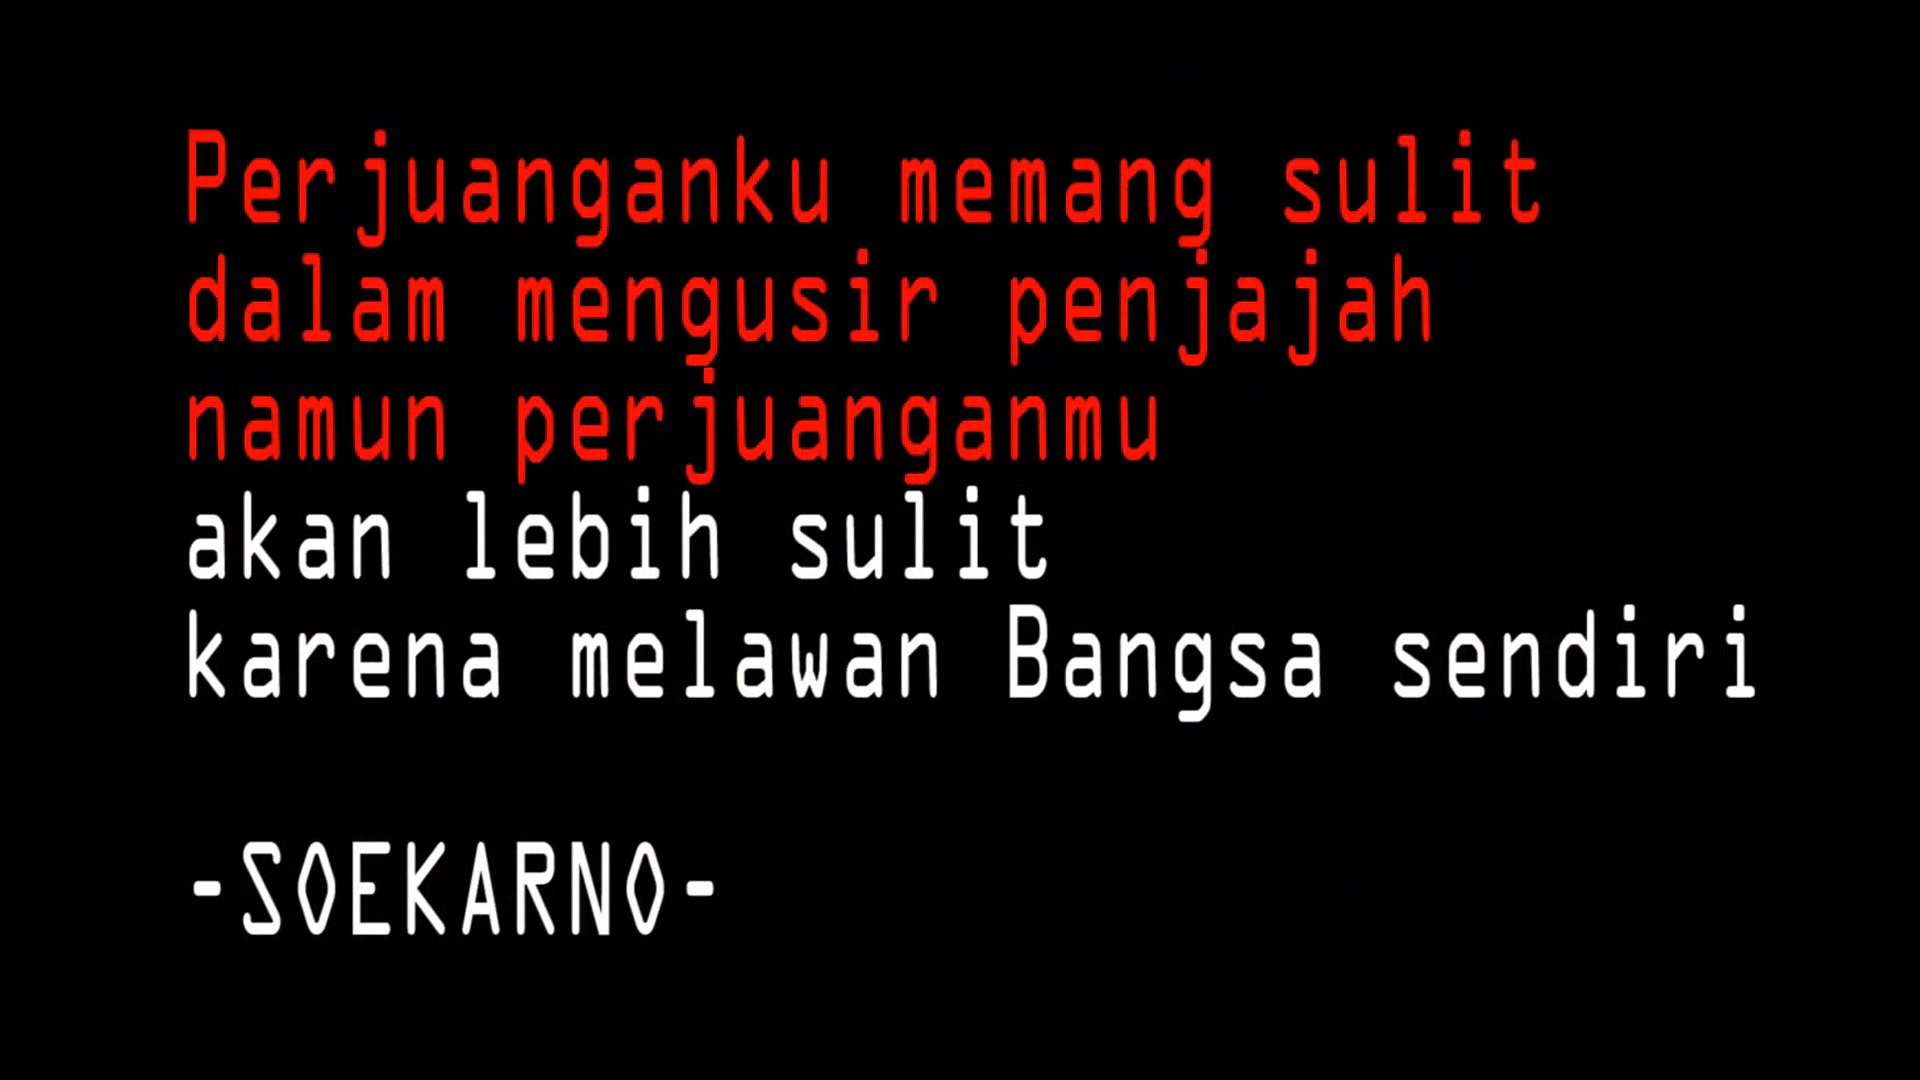 Perjuanganku memang sulit
dalam mengusir penjajah
namun perjuanganmu
akan lebih sulit
karena melawan Bangsa sendiri
-SOEKARNO-